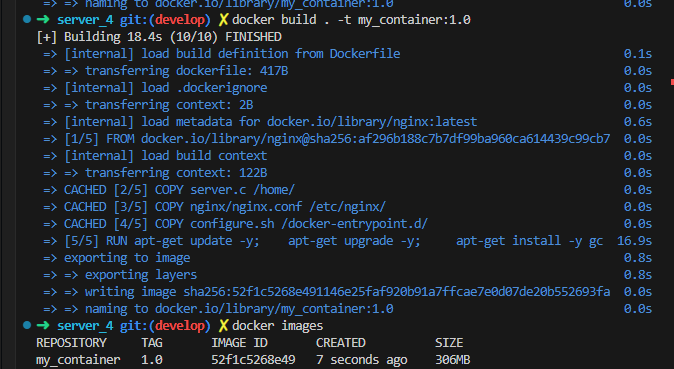 => => naming to docker.io/library/my_container:1.0 0.0s
➜ server_4 git:(develop) ✗ docker build . -t my_container:1.0
[+] Building 18.4s (10/10) FINISHED
=> [internal] load build definition from Dockerfile 0.1s
=> => transferring dockerfile: 417B 0.0s
=> [internal] load .dockerignore 0.0s
=> => transferring context: 2B 0.0s
=> [internal] load metadata for docker.io/library/nginx:latest 0.6s
=> [1/5] FROM docker.io/library/nginx@sha256:af296b188c7b7df99ba960ca614439c99cb7 0.0s
=> [internal] load build context 0.0s
=> => transferring context: 122B 0.0s
=> CACHED [2/5] COPY server.c /home/ 0.0s
=> CACHED [3/5] COPY nginx/nginx.conf /etc/nginx/ 0.0s
=> CACHED [4/5] COPY configure.sh /docker-entrypoint.d/ 0.0s
=> [5/5] RUN apt-get update -y; apt-get upgrade -y; apt-get install -y gc 16.9s
=> exporting to image 0.8s
=> => exporting layers 0.8s
=> => writing image sha256:52f1c5268e491146e25faf920b91a7ffcae7e0d07de20b552693fa 0.0s
=> => naming to docker.io/library/my_container:1.0 0.0s
➜ server_4 git:(develop) ✗ docker images
REPOSITORY TAG IMAGE ID CREATED SIZE
my_container 1.0 52f1c5268e49 7 seconds ago 306MB